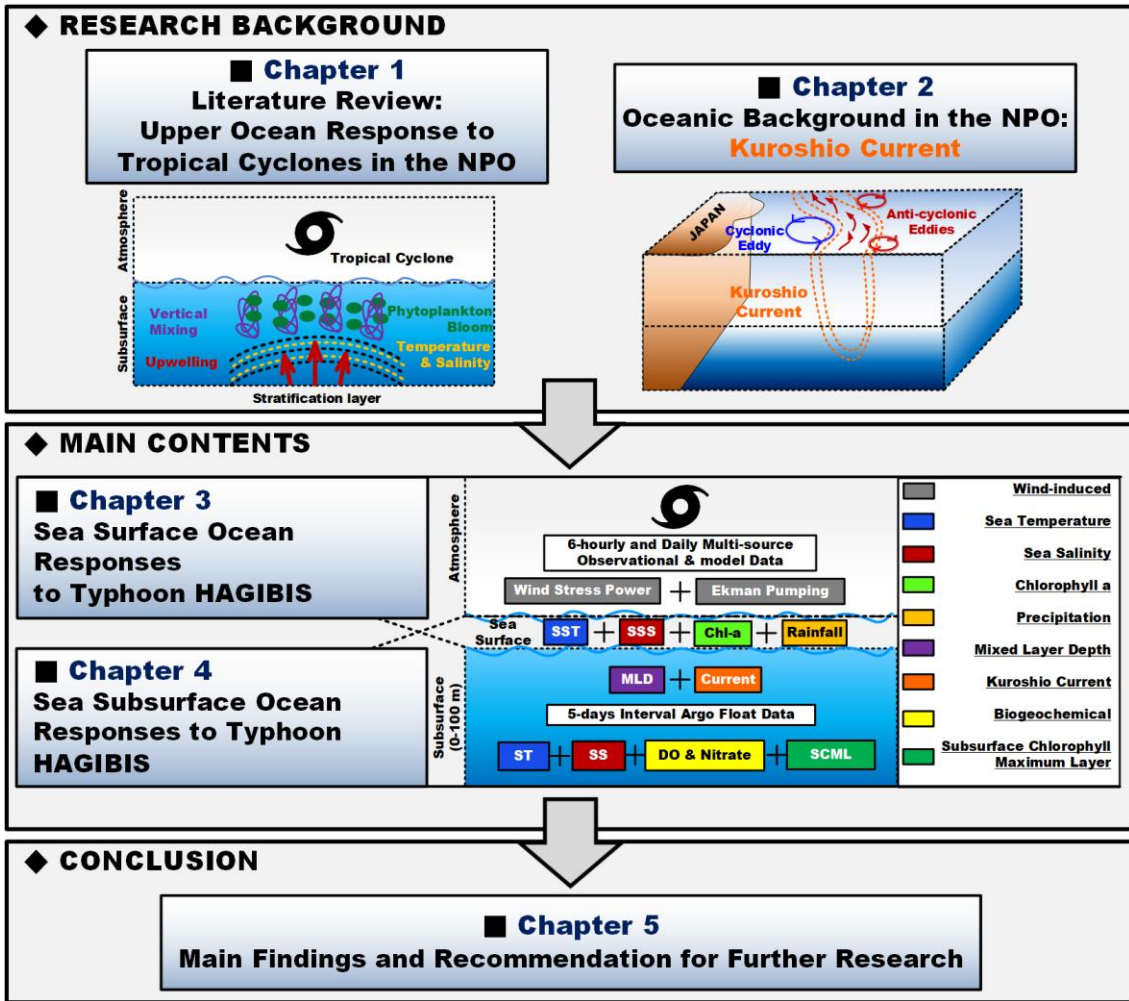 ◆ RESEARCH BACKGROUND
■ Chapter 1
Literature Review:
Upper Ocean Response to
Tropical Cyclones in the NPO
■ Chapter 2
Oceanic Background in the NPO:
Kuroshio Current
Atmosphere
Tropical Cyclone
Subsurface
Vertical
Mixing
Phytoplankton
Bloom
Upwelling
Temperature
& Salinity
Stratification layer
JAPAN
Cyclonic
Eddy
Anti-cyclonic
Eddies
Kuroshio
Current
◆ MAIN CONTENTS
■ Chapter 3
Sea Surface Ocean
Responses
to Typhoon HAGIBIS
■ Chapter 4
Sea Subsurface Ocean
Responses to Typhoon
HAGIBIS
Atmosphere
6-hourly and Daily Multi-source
Observational & model Data
Wind Stress Power + Ekman Pumping
Sea
Surface
SST + SSS + Chl-a + Rainfall
Subsurface
(0-100 m)
MLD + Current
5-days Interval Argo Float Data
ST + SS + DO & Nitrate + SCML
Wind-induced
Sea Temperature
Sea Salinity
Chlorophyll a
Precipitation
Mixed Layer Depth
Kuroshio Current
Biogeochemical
Subsurface Chlorophyll
Maximum Layer
◆ CONCLUSION
■ Chapter 5
Main Findings and Recommendation for Further Research